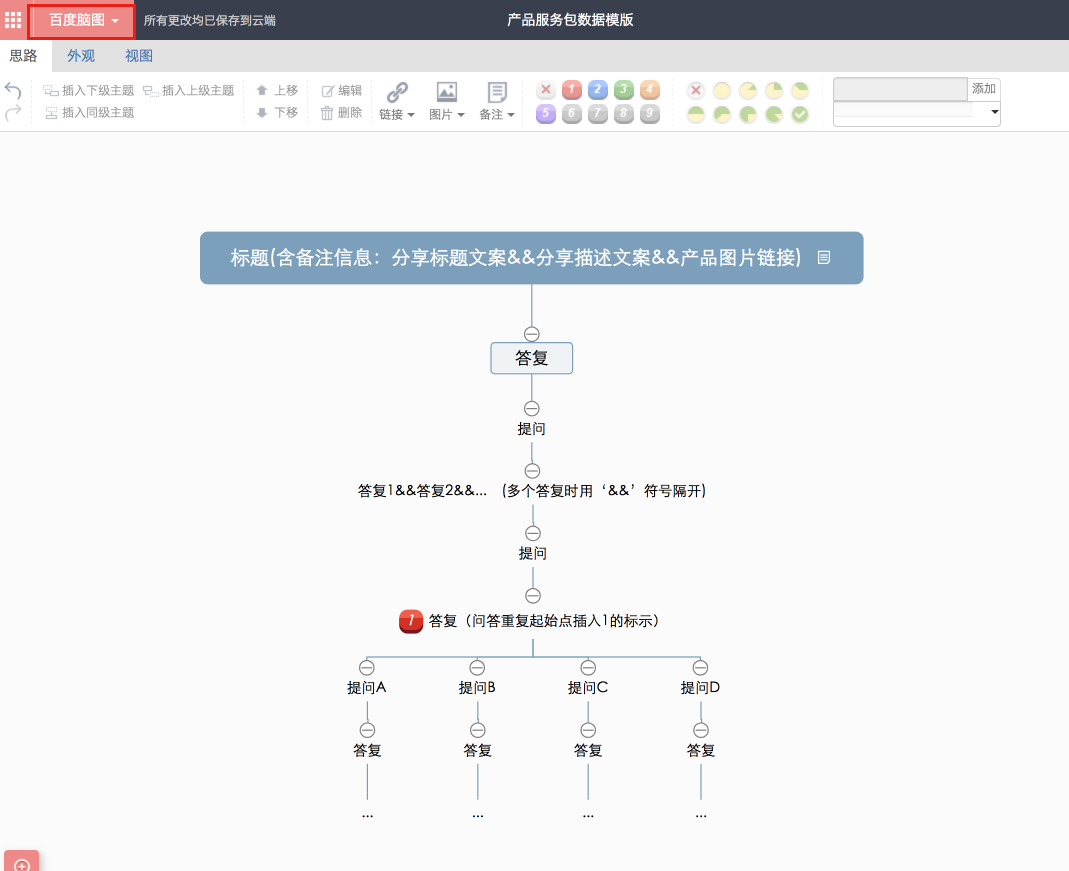 百度脑图 所有更改均已保存到云端 产品服务包数据模版
思路 外观 视图
插入下级主题 插入上级主题 上移 编辑 1 2 3 4 添加
插入同级主题 下移 删除 链接 图片 备注 5 6 7 8 9
标题(含备注信息：分享标题文案&&分享描述文案&&产品图片链接)
答复
提问
答复1&&答复2&&... (多个答复时用‘&&’符号隔开)
提问
1 答复（问答重复起始点插入1的标示）
提问A 提问B 提问C 提问D
答复 答复 答复 答复
... ... ... ...